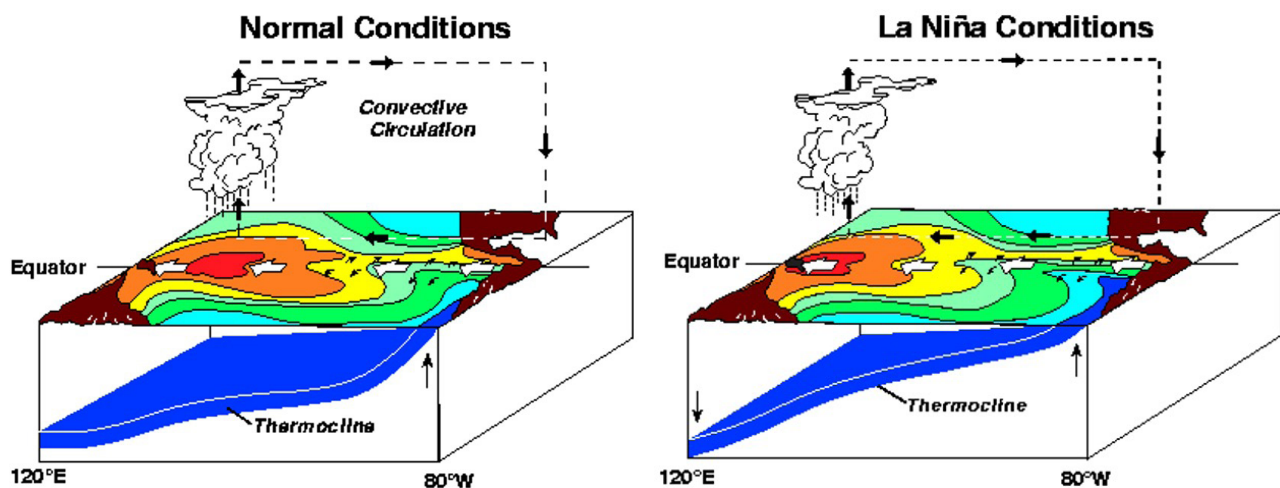 Normal Conditions
Convective
Circulation
Equator
Thermocline
120°E
80°W
La Niña Conditions
Equator
Thermocline
120°E
80°W